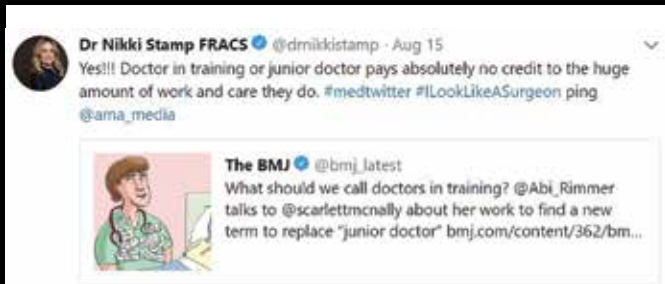 Dr Nikki Stamp FRACS @drnikkistamp · Aug 15
Yes!!! Doctor in training or junior doctor pays absolutely no credit to the huge
amount of work and care they do. #medtwitter #ILookLikeASurgeon ping
@ama_media
The BMJ @bmj_latest
What should we call doctors in training? @Abi_Rimmer
talks to @scarlettmcnally about her work to find a new
term to replace "junior doctor" bmj.com/content/362/bm...